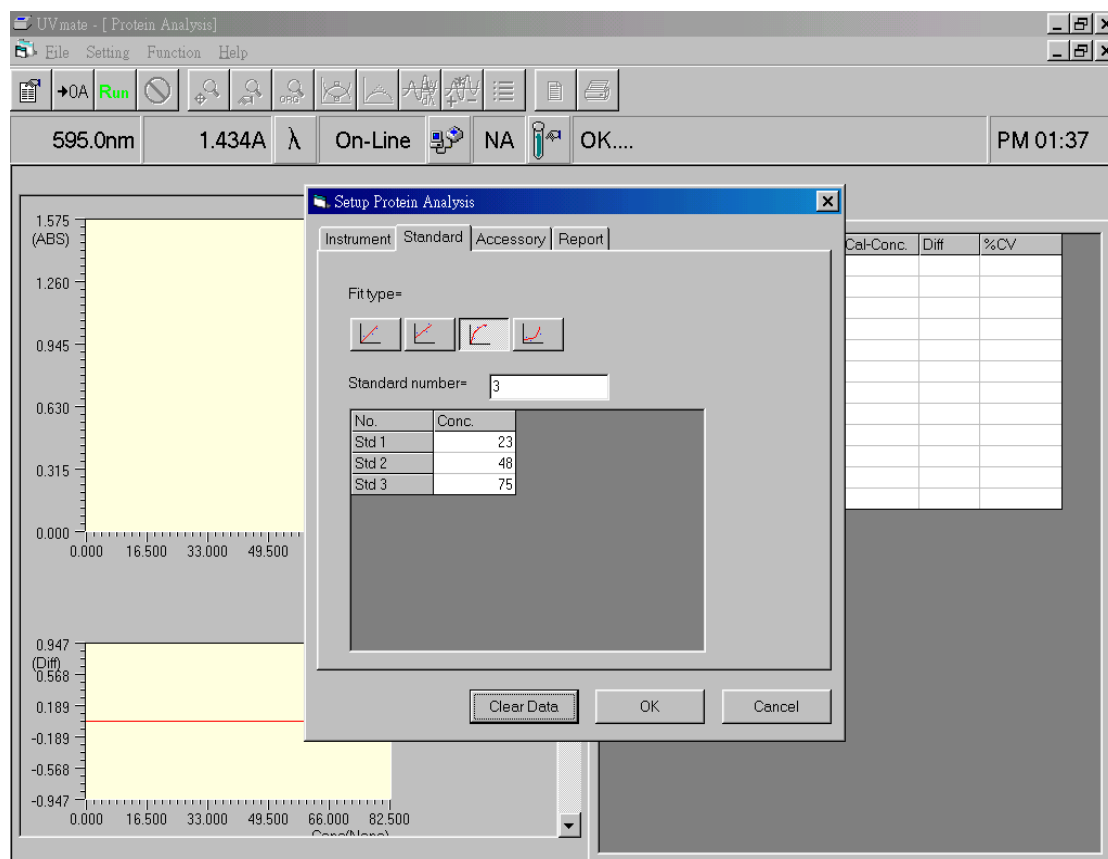 UVmate - [ Protein Analysis]
File Setting Function Help
→0A Run ORG
595.0nm 1.434A λ On-Line NA OK.... PM 01:37
Setup Protein Analysis
Instrument Standard Accessory Report
Fit type=
Standard number= 3
No. Conc.
Std 1 23
Std 2 48
Std 3 75
Clear Data OK Cancel
Cal-Conc. Diff %CV
1.575
(ABS)
1.260
0.945
0.630
0.315
0.000
0.000 16.500 33.000 49.500
0.947
(Diff)
0.568
0.189
-0.189
-0.568
-0.947
0.000 16.500 33.000 49.500 66.000 82.500